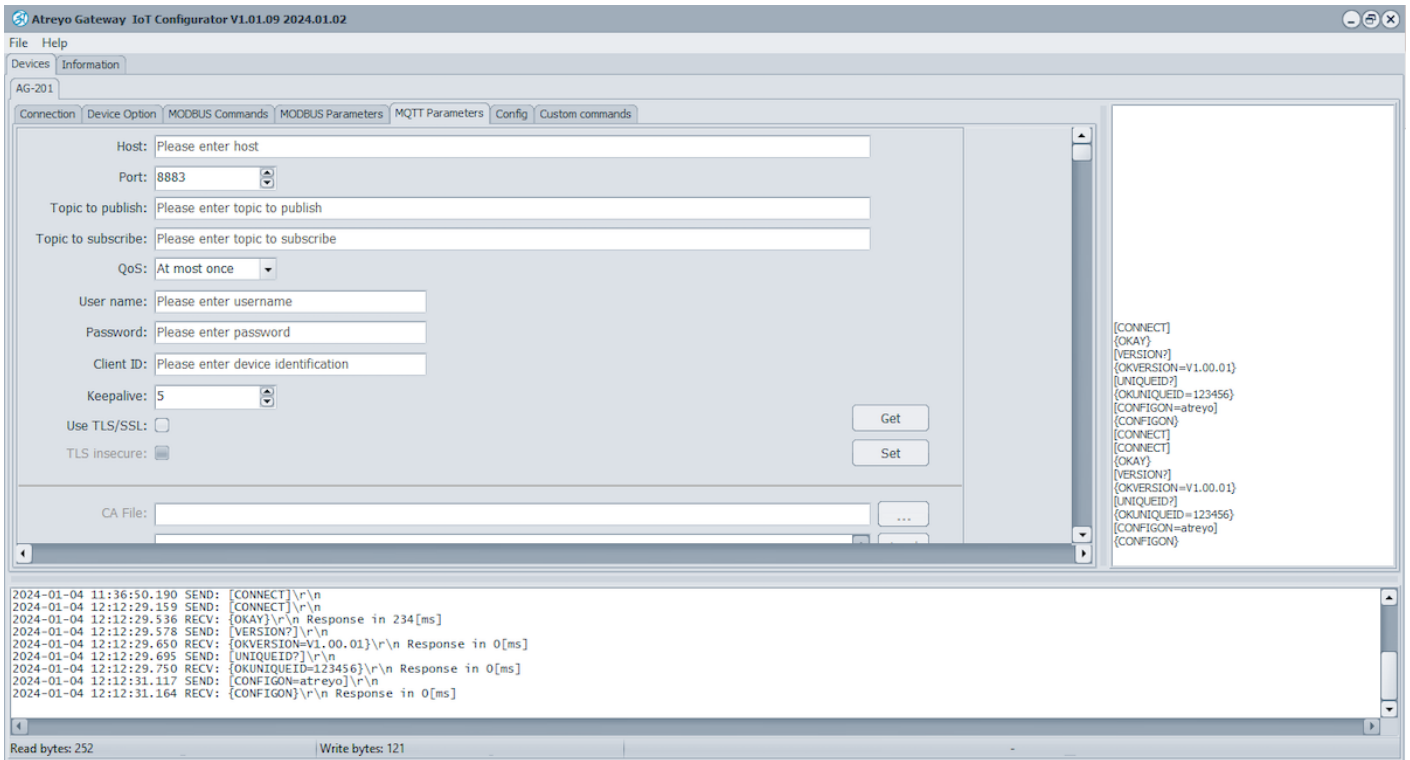 Atreyo Gateway IoT Configurator V1.01.09 2024.01.02
File Help
Devices Information
AG-201
Connection Device Option MODBUS Commands MODBUS Parameters MQTT Parameters Config Custom commands
Host: Please enter host
Port: 8883
Topic to publish: Please enter topic to publish
Topic to subscribe: Please enter topic to subscribe
QoS: At most once
User name: Please enter username
Password: Please enter password
Client ID: Please enter device identification
Keepalive: 5
Use TLS/SSL:
Get
TLS insecure:
Set
CA File:
...
[CONNECT]
{OKAY}
[VERSION?]
{OKVERSION=V1.00.01}
[UNIQUEID?]
{OKUNIQUEID=123456}
[CONFIGON=atreyo]
{CONFIGON}
[CONNECT]
[CONNECT]
{OKAY}
[VERSION?]
{OKVERSION=V1.00.01}
[UNIQUEID?]
{OKUNIQUEID=123456}
[CONFIGON=atreyo]
{CONFIGON}
2024-01-04 11:36:50.190 SEND: [CONNECT]\r\n
2024-01-04 12:12:29.159 SEND: [CONNECT]\r\n
2024-01-04 12:12:29.536 RECV: {OKAY}\r\n Response in 234[ms]
2024-01-04 12:12:29.578 SEND: [VERSION?]\r\n
2024-01-04 12:12:29.650 RECV: {OKVERSION=V1.00.01}\r\n Response in 0[ms]
2024-01-04 12:12:29.695 SEND: [UNIQUEID?]\r\n
2024-01-04 12:12:29.750 RECV: {OKUNIQUEID=123456}\r\n Response in 0[ms]
2024-01-04 12:12:31.117 SEND: [CONFIGON=atreyo]\r\n
2024-01-04 12:12:31.164 RECV: {CONFIGON}\r\n Response in 0[ms]
Read bytes: 252 Write bytes: 121 -